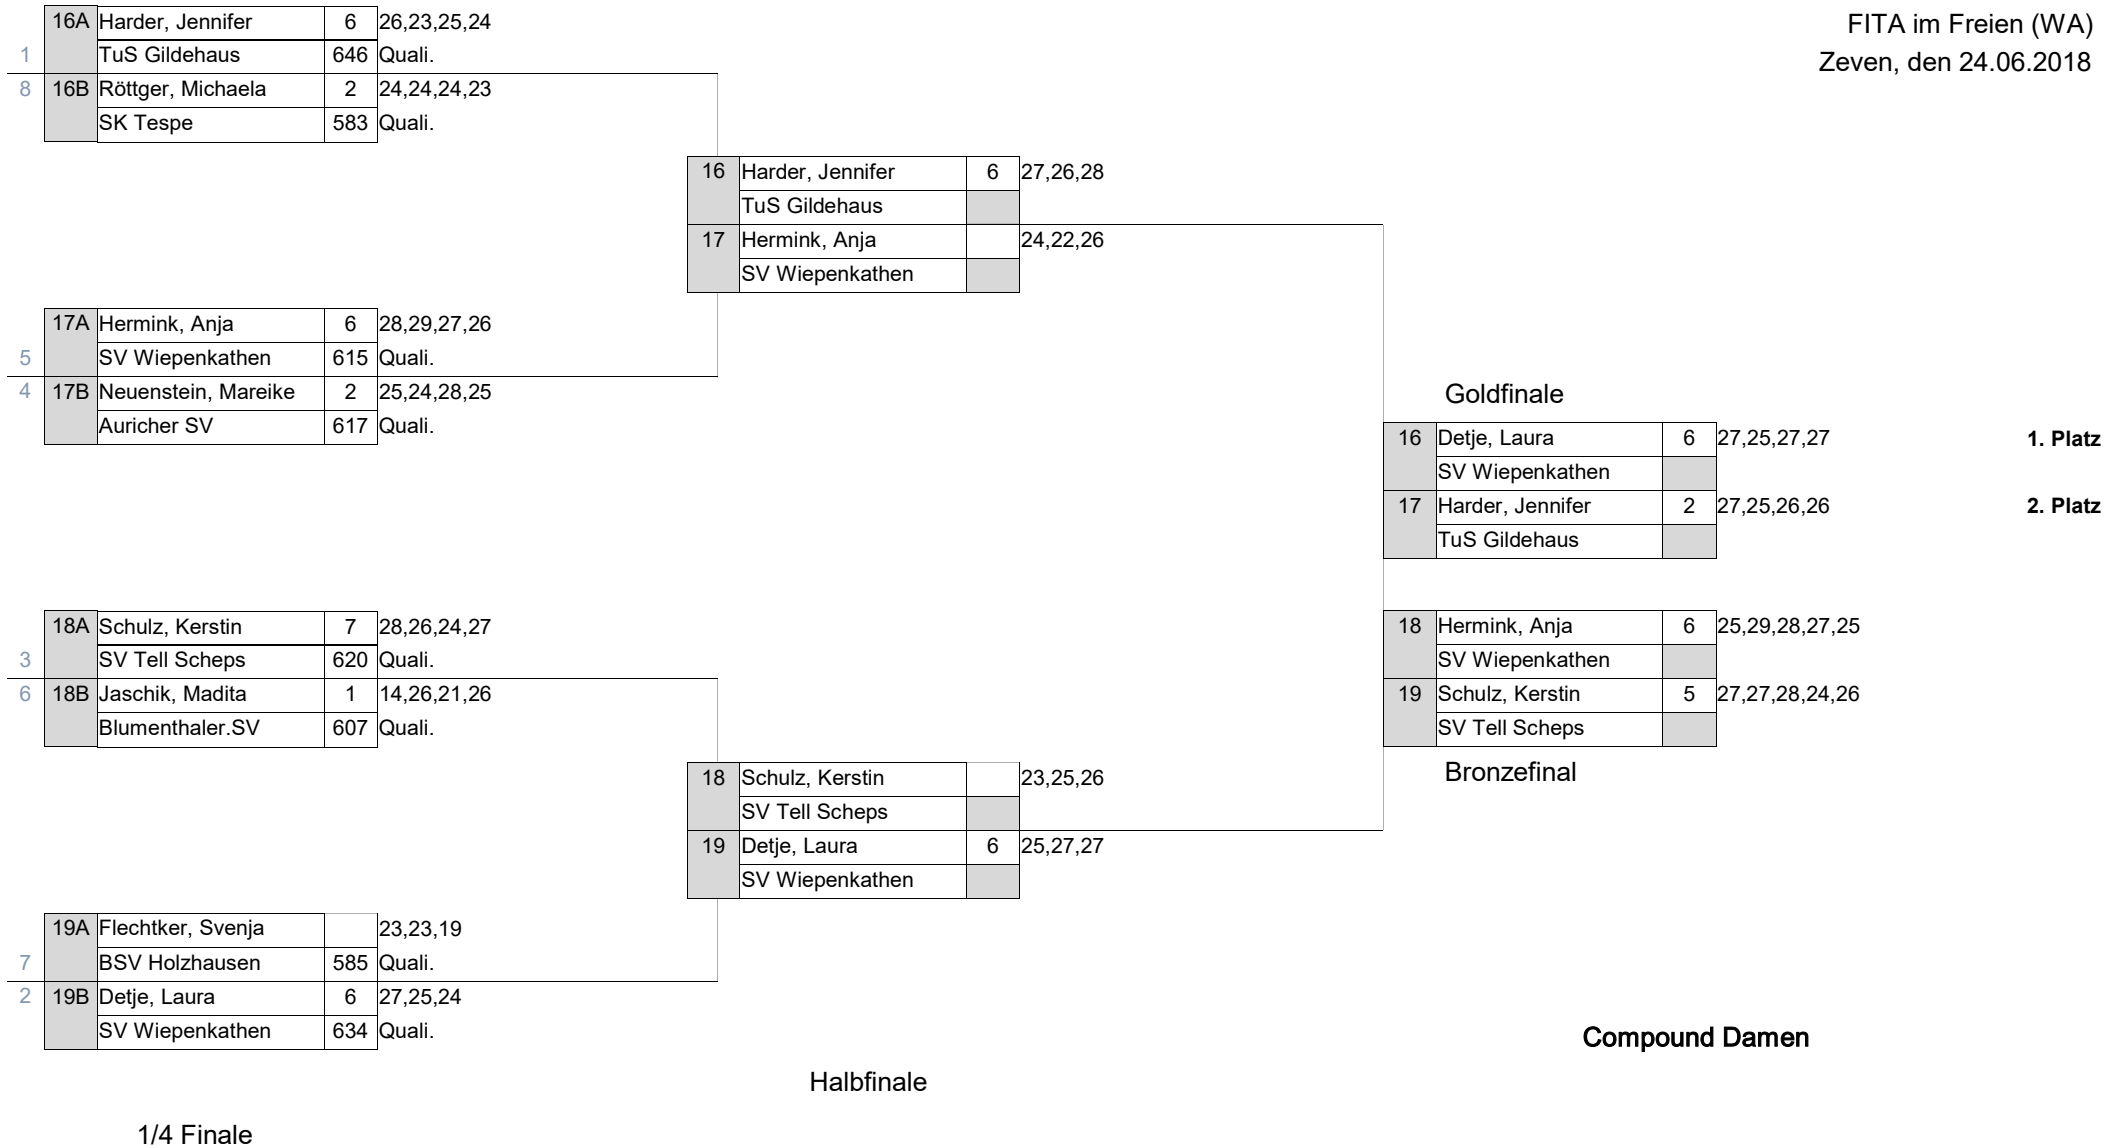 FITA im Freien (WA)
Zeven, den 24.06.2018
16A Harder, Jennifer 6 26,23,25,24
1 TuS Gildehaus 646 Quali.
8 16B Röttger, Michaela 2 24,24,24,23
SK Tespe 583 Quali.
16 Harder, Jennifer 6 27,26,28
TuS Gildehaus
17 Hermink, Anja 24,22,26
SV Wiepenkathen
17A Hermink, Anja 6 28,29,27,26
5 SV Wiepenkathen 615 Quali.
4 17B Neuenstein, Mareike 2 25,24,28,25
Auricher SV 617 Quali.
Goldfinale
16 Detje, Laura 6 27,25,27,27 1. Platz
SV Wiepenkathen
17 Harder, Jennifer 2 27,25,26,26 2. Platz
TuS Gildehaus
18A Schulz, Kerstin 7 28,26,24,27
3 SV Tell Scheps 620 Quali.
6 18B Jaschik, Madita 1 14,26,21,26
Blumenthaler.SV 607 Quali.
18 Hermink, Anja 6 25,29,28,27,25
SV Wiepenkathen
19 Schulz, Kerstin 5 27,27,28,24,26
SV Tell Scheps
Bronzefinal
18 Schulz, Kerstin 23,25,26
SV Tell Scheps
19 Detje, Laura 6 25,27,27
SV Wiepenkathen
19A Flechtker, Svenja 23,23,19
7 BSV Holzhausen 585 Quali.
2 19B Detje, Laura 6 27,25,24
SV Wiepenkathen 634 Quali.
Compound Damen
Halbfinale
1/4 Finale